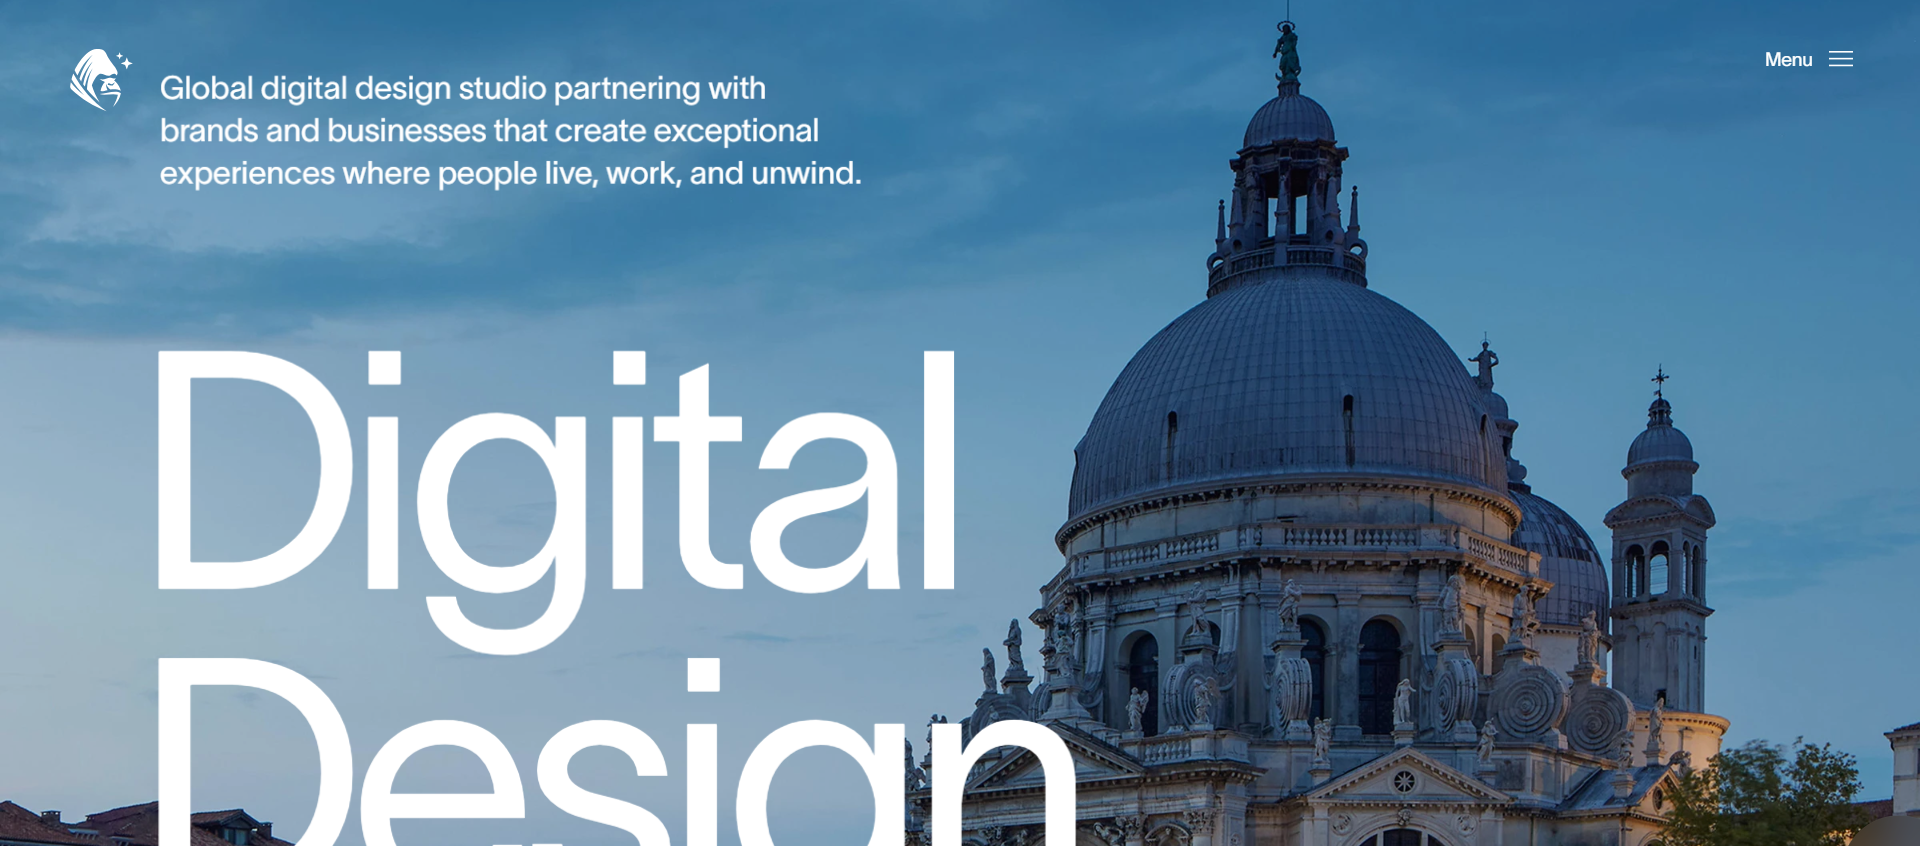 Menu
Global digital design studio partnering with
brands and businesses that create exceptional
experiences where people live, work, and unwind.
Digital
Design